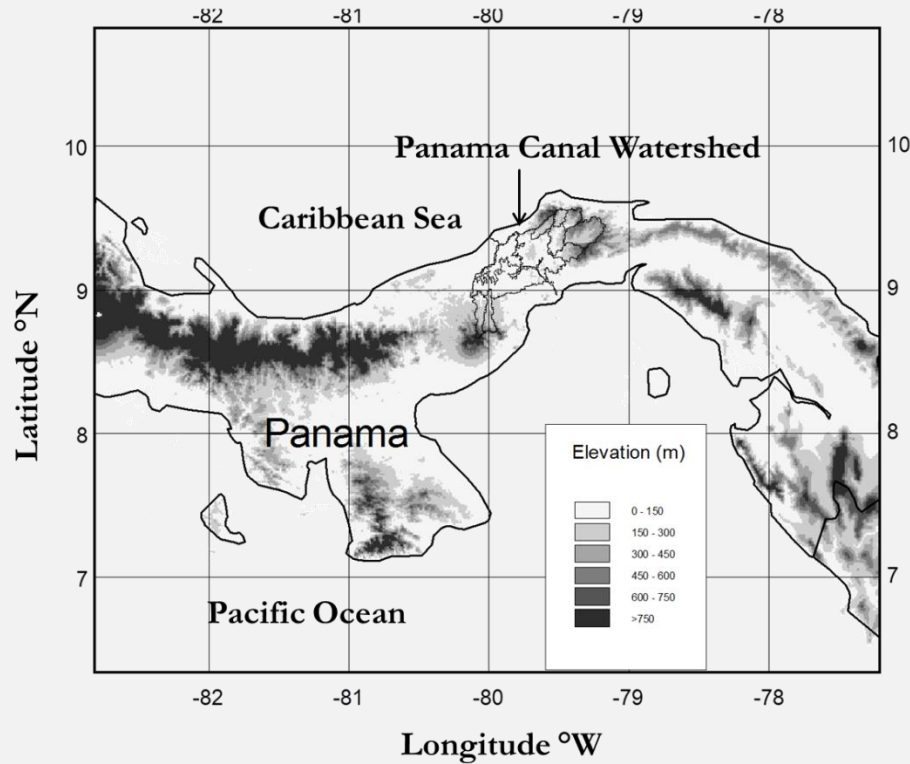 -82 -81 -80 -79 -78
10 10
Panama Canal Watershed
Caribbean Sea
9 9
Latitude °N
8 8
Panama
Elevation (m)
0 - 150
150 - 300
300 - 450
450 - 600
600 - 750
>750
7 7
Pacific Ocean
-82 -81 -80 -79 -78
Longitude °W